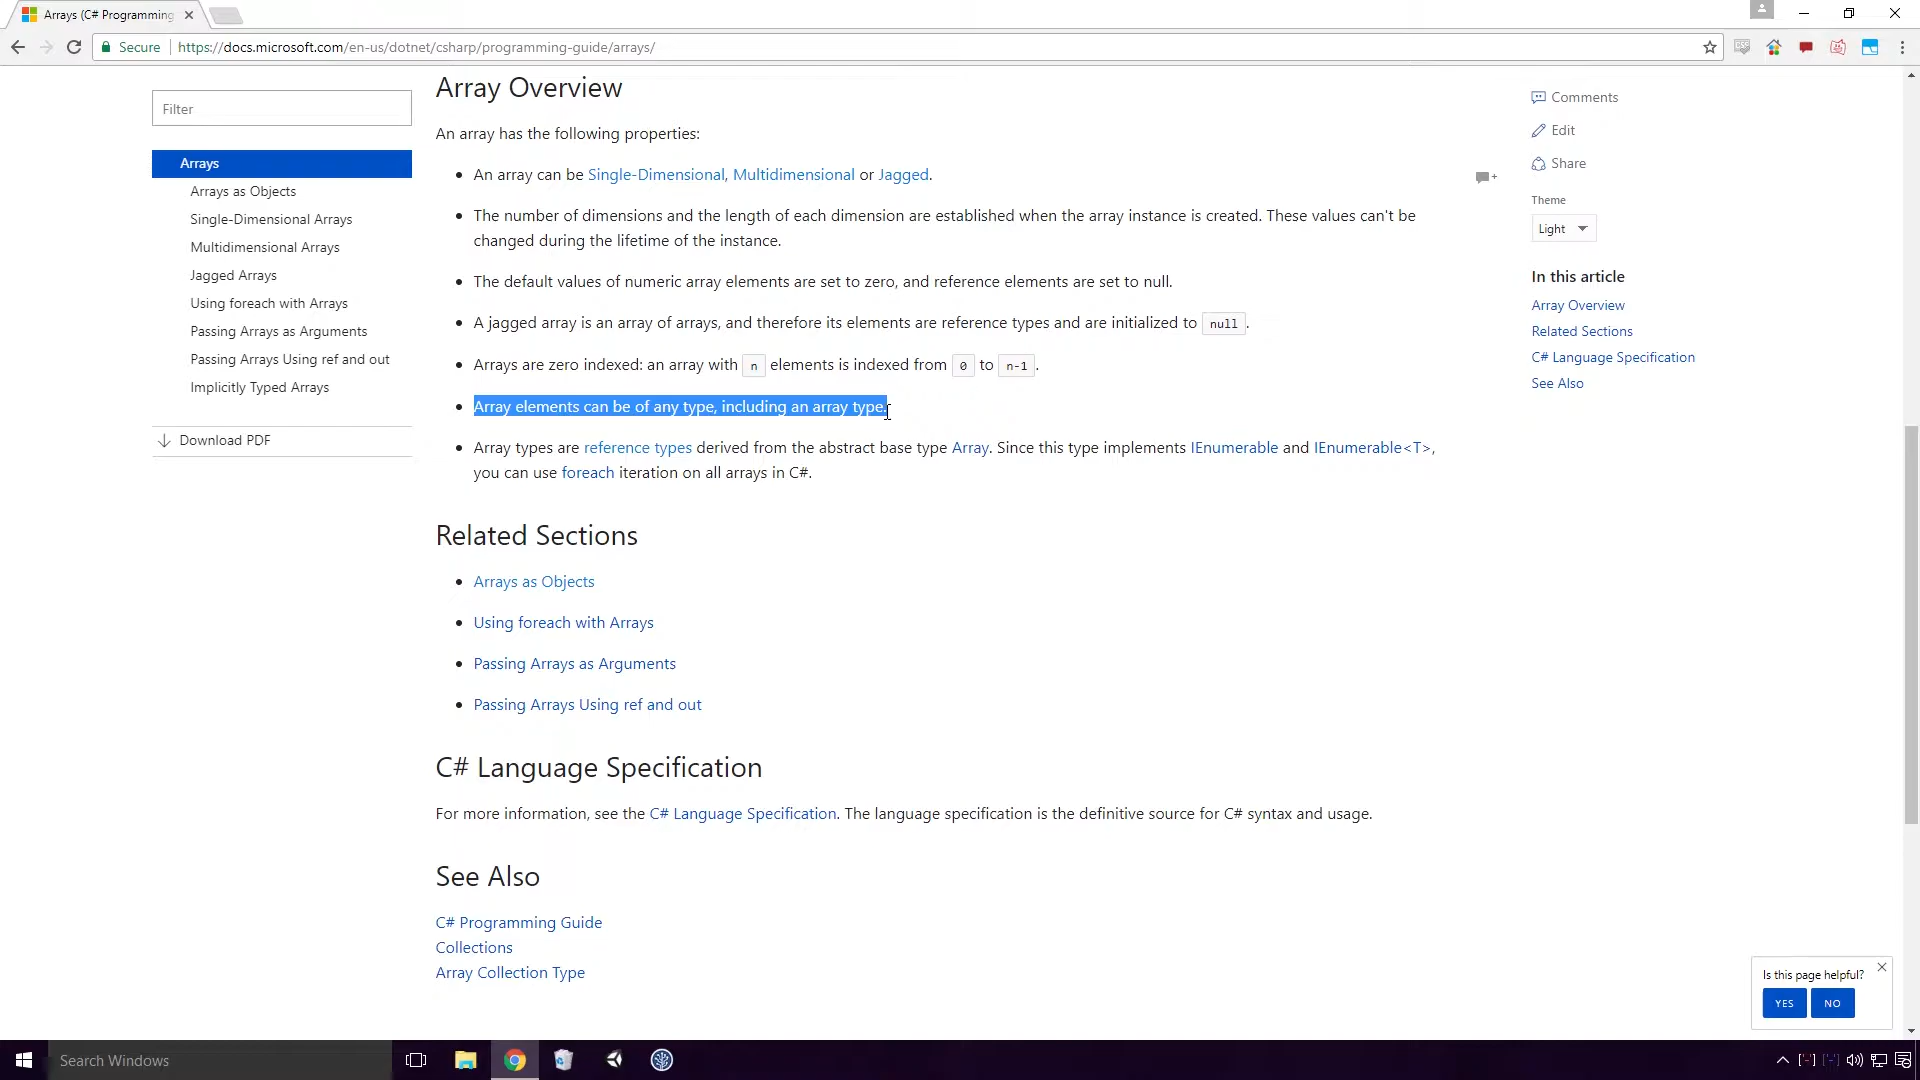 Arrays (C# Programming
Secure https://docs.microsoft.com/en-us/dotnet/csharp/programming-guide/arrays/
Filter
Arrays
Arrays as Objects
Single-Dimensional Arrays
Multidimensional Arrays
Jagged Arrays
Using foreach with Arrays
Passing Arrays as Arguments
Passing Arrays Using ref and out
Implicitly Typed Arrays
Download PDF
Array Overview
An array has the following properties:
An array can be Single-Dimensional, Multidimensional or Jagged.
The number of dimensions and the length of each dimension are established when the array instance is created. These values can't be
changed during the lifetime of the instance.
The default values of numeric array elements are set to zero, and reference elements are set to null.
A jagged array is an array of arrays, and therefore its elements are reference types and are initialized to null.
Arrays are zero indexed: an array with n elements is indexed from 0 to n-1.
Array elements can be of any type, including an array type.
Array types are reference types derived from the abstract base type Array. Since this type implements IEnumerable and IEnumerable<T>,
you can use foreach iteration on all arrays in C#.
Related Sections
Arrays as Objects
Using foreach with Arrays
Passing Arrays as Arguments
Passing Arrays Using ref and out
C# Language Specification
For more information, see the C# Language Specification. The language specification is the definitive source for C# syntax and usage.
See Also
C# Programming Guide
Collections
Array Collection Type
Comments
Edit
Share
Theme
Light
In this article
Array Overview
Related Sections
C# Language Specification
See Also
Is this page helpful?
YES NO
Search Windows